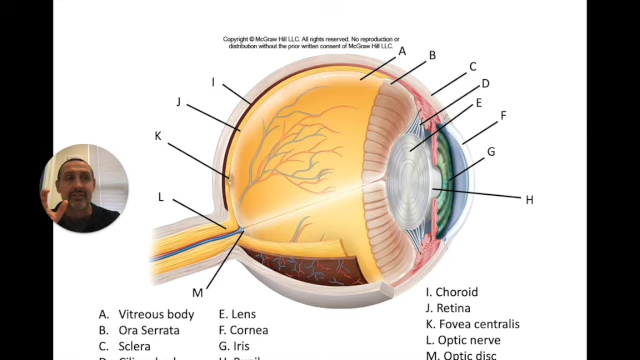 Copyright © McGraw Hill LLC. All rights reserved. No reproduction or
distribution without the prior written consent of McGraw Hill LLC.
A
B
C
D
E
F
G
H
I
J
K
L
M
A. Vitreous body
B. Ora Serrata
C. Sclera
E. Lens
F. Cornea
G. Iris
I. Choroid
J. Retina
K. Fovea centralis
L. Optic nerve
M. Optic disc